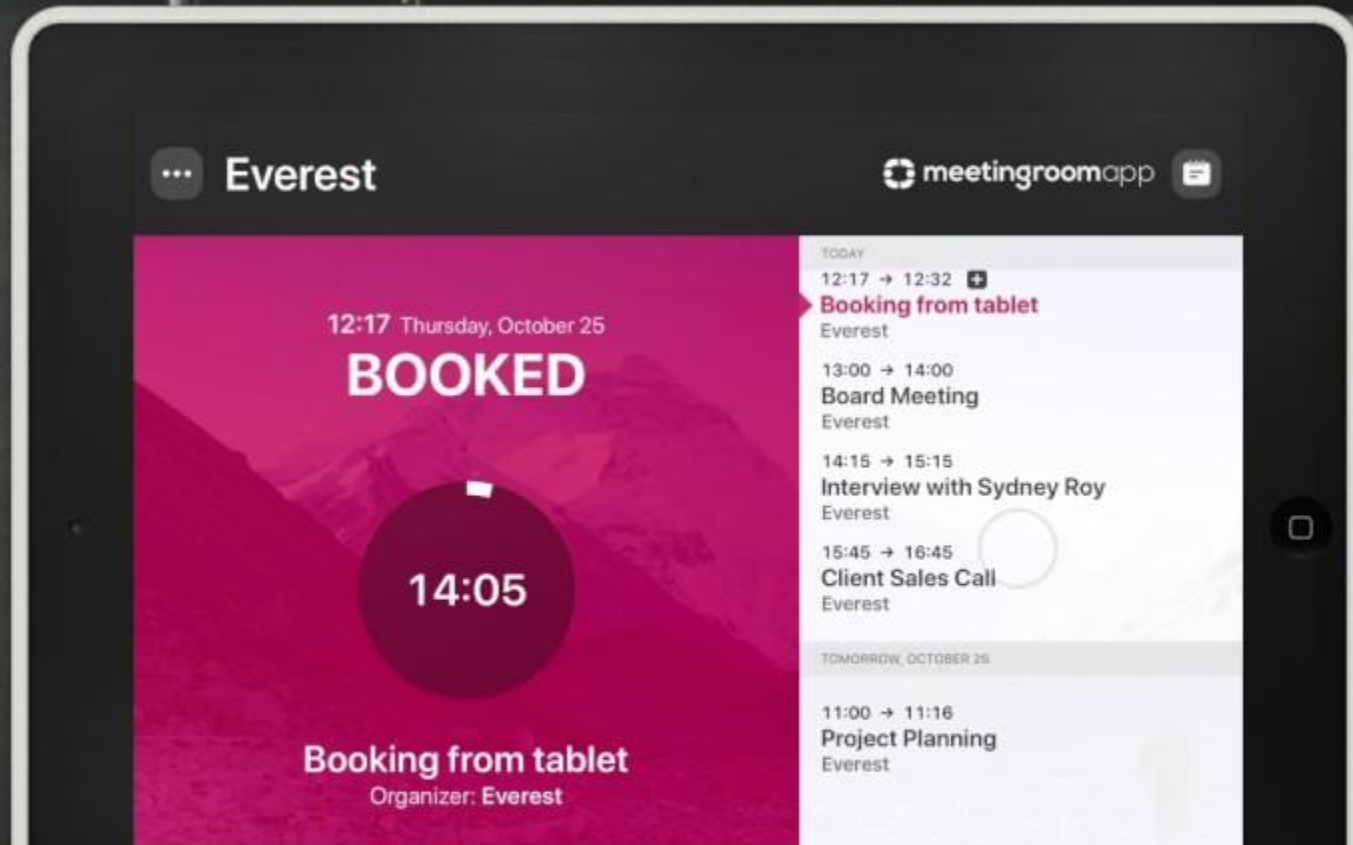 Everest
meetingroomapp
12:17 Thursday, October 25
BOOKED
14:05
Booking from tablet
Organizer: Everest
TODAY
12:17 → 12:32
Booking from tablet
Everest
13:00 → 14:00
Board Meeting
Everest
14:15 → 15:15
Interview with Sydney Roy
Everest
15:45 → 16:45
Client Sales Call
Everest
TOMORROW, OCTOBER 26
11:00 → 11:16
Project Planning
Everest